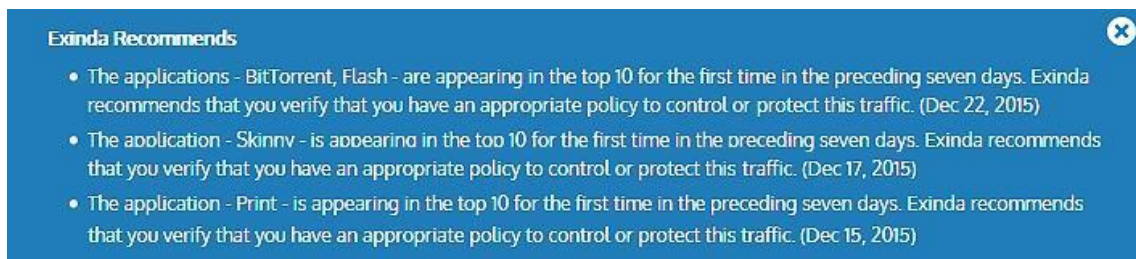 Exinda Recommends
• The applications - BitTorrent, Flash - are appearing in the top 10 for the first time in the preceding seven days. Exinda
recommends that you verify that you have an appropriate policy to control or protect this traffic. (Dec 22, 2015)
• The application - Skinny - is appearing in the top 10 for the first time in the preceding seven days. Exinda recommends
that you verify that you have an appropriate policy to control or protect this traffic. (Dec 17, 2015)
• The application - Print - is appearing in the top 10 for the first time in the preceding seven days. Exinda recommends
that you verify that you have an appropriate policy to control or protect this traffic. (Dec 15, 2015)